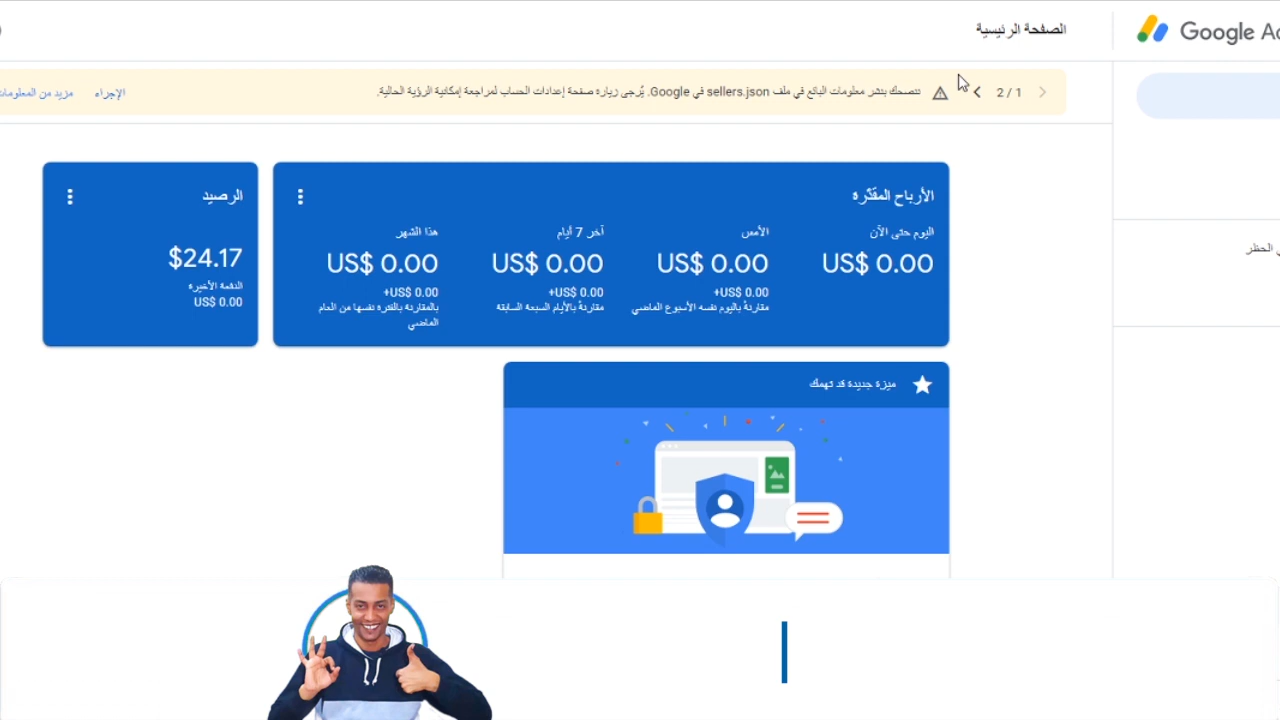 Google
الصفحة الرئيسية
2 / 1
ننصحك بنشر معلومات البائع في ملف sellers.json في Google. يُرجى زيارة صفحة إعدادات الحساب لمراجعة إمكانية الرؤية الحالية.
الإجراء
مزيد من المعلومات
الأرباح المقدّرة
اليوم حتى الآن
US$ 0.00
الأمس
US$ 0.00
+US$ 0.00
مقارنةً باليوم نفسه الأسبوع الماضي
آخر 7 أيام
US$ 0.00
+US$ 0.00
مقارنةً بالأيام السبعة السابقة
هذا الشهر
US$ 0.00
+US$ 0.00
بالمقارنة بالفترة نفسها من العام
الماضي
الرصيد
$24.17
الدفعة الأخيرة
US$ 0.00
الحظر
ميزة جديدة قد تهمك